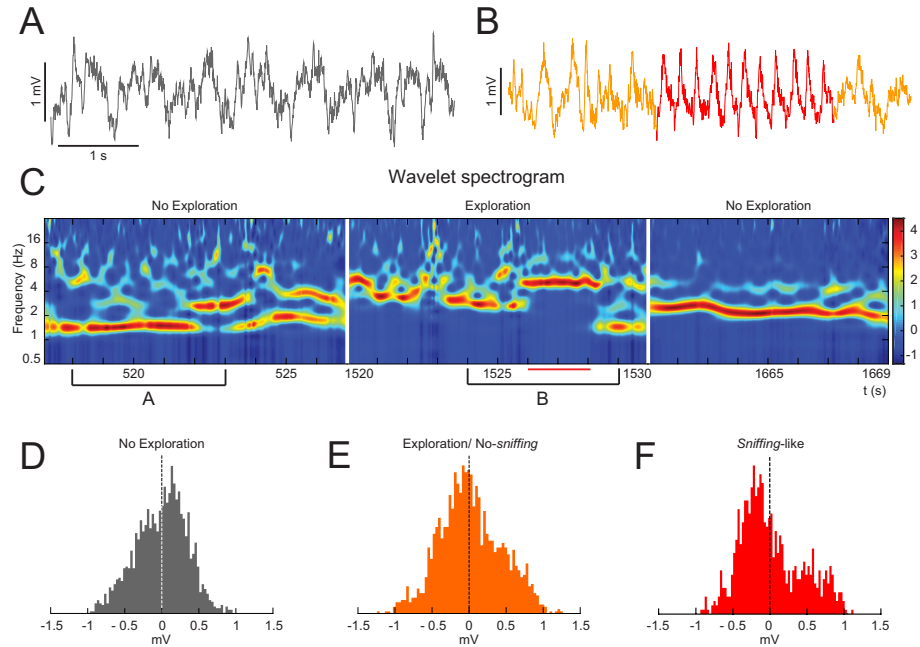 A
B
1 mV
1 mV
1 s
C
Wavelet spectrogram
No Exploration
Exploration
No Exploration
Frequency (Hz)
16
8
4
2
1
0.5
4
3
2
1
0
-1
520
525
1520
1525
1530
1665
1669
t (s)
A
B
D
No Exploration
E
Exploration/ No-sniffing
F
Sniffing-like
-1.5 -1 - 0.5 0 0.5 1 1.5
mV
-1.5 -1 - 0.5 0 0.5 1 1.5
mV
-1.5 -1 - 0.5 0 0.5 1 1.5
mV